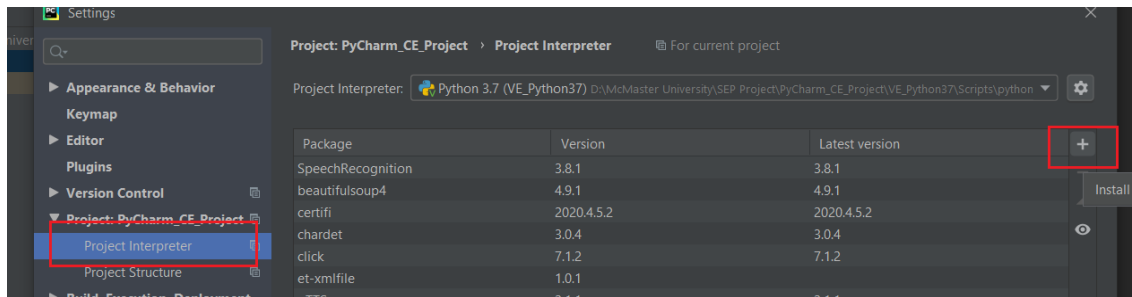 PC Settings
niver
Project: PyCharm_CE_Project › Project Interpreter For current project
Appearance & Behavior
Project Interpreter: Python 3.7 (VE_Python37) D:\McMaster University\SEP Project\PyCharm_CE_Project\VE_Python37\Scripts\python
Keymap
Editor
Package Version Latest version
Plugins
SpeechRecognition 3.8.1 3.8.1
Version Control
beautifulsoup4 4.9.1 4.9.1
Install
Project: PyCharm_CE_Project
certifi 2020.4.5.2 2020.4.5.2
chardet 3.0.4 3.0.4
Project Interpreter
click 7.1.2 7.1.2
Project Structure
et-xmlfile 1.0.1